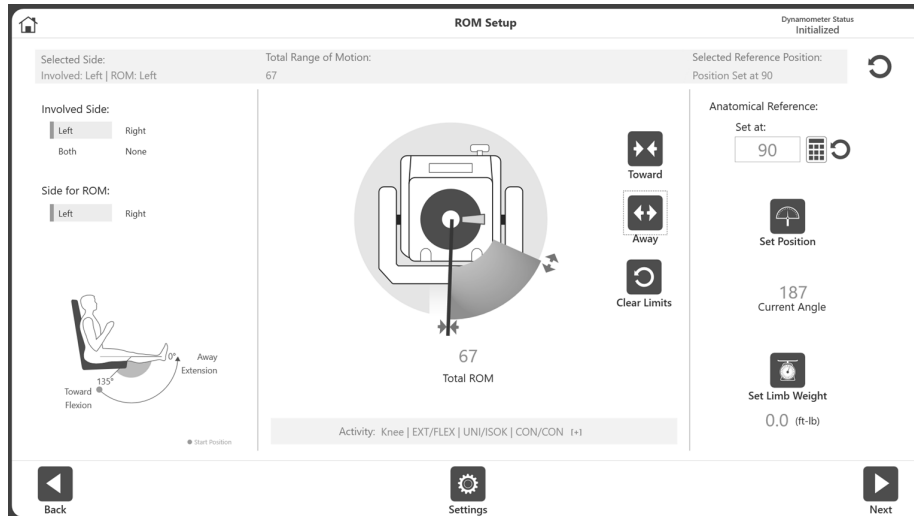 ROM Setup
Dynamometer Status
Initialized
Selected Side:
Involved: Left | ROM: Left
Total Range of Motion:
67
Selected Reference Position:
Position Set at 90
Involved Side:
Left Right
Both None
Side for ROM:
Left Right
0° Away
Extension
135°
Toward
Flexion
Start Position
67
Total ROM
Activity: Knee | EXT/FLEX | UNI/ISOK | CON/CON [+]
Toward
Away
Clear Limits
Anatomical Reference:
Set at:
90
Set Position
187
Current Angle
Set Limb Weight
0.0 (ft-lb)
Back
Settings
Next